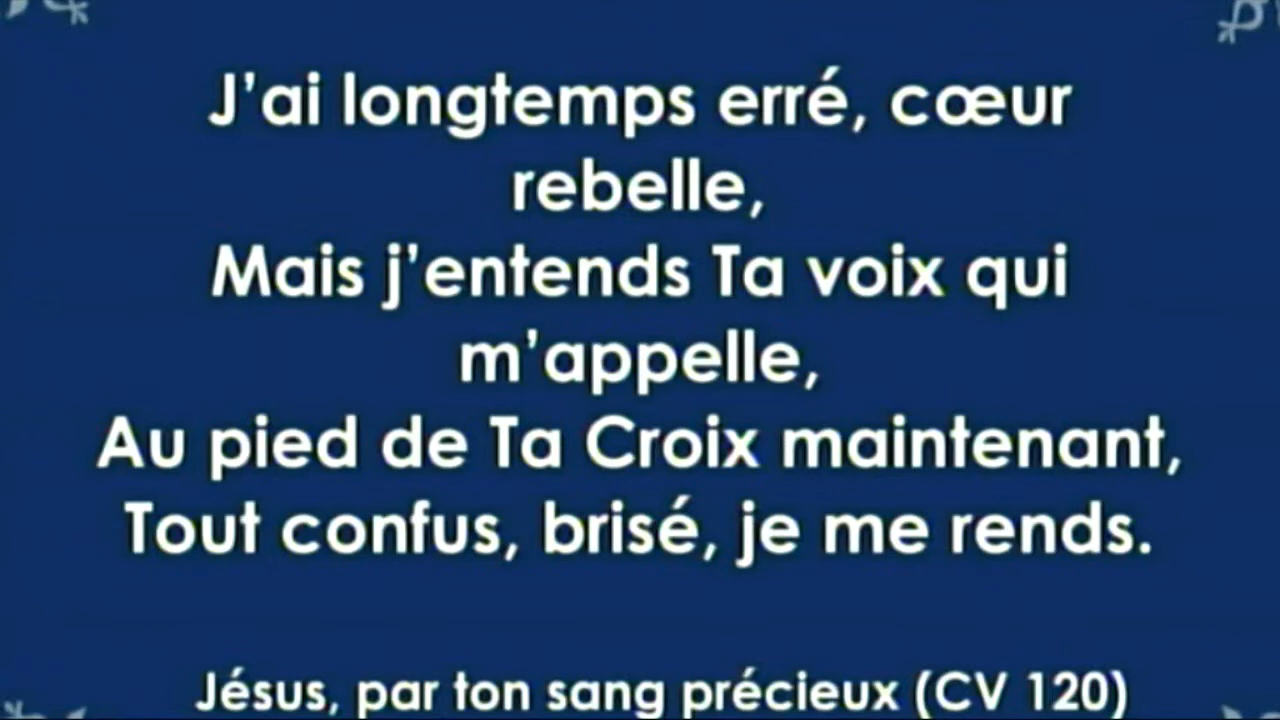 J’ai longtemps erré, cœur
rebelle,
Mais j’entends Ta voix qui
m’appelle,
Au pied de Ta Croix maintenant,
Tout confus, brisé, je me rends.
Jésus, par ton sang précieux (CV 120)